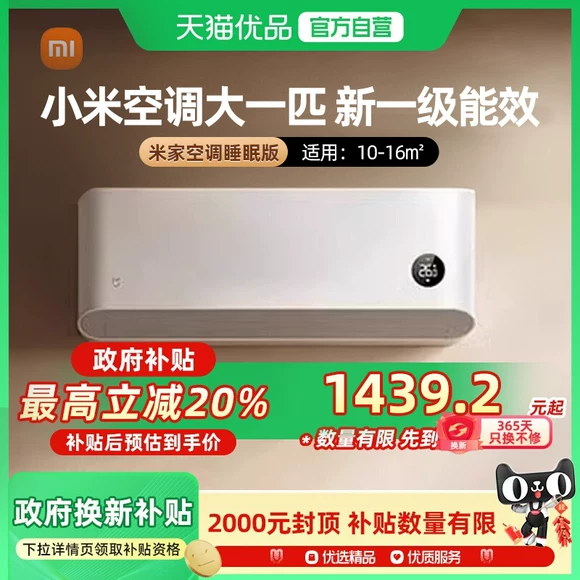 mi
天猫优品 官方自营
小米空调大一匹 新一级能效
米家空调睡眠版 适用：10-16m²
26
政府补贴
最高立减20%
补贴后预估到手价
1439.2 元起
*数量有限 先到
换新
365天
只换不修
政府换新补贴
下拉详情页领取补贴资格
2000元封顶 补贴数量有限
优选精品 优质服务